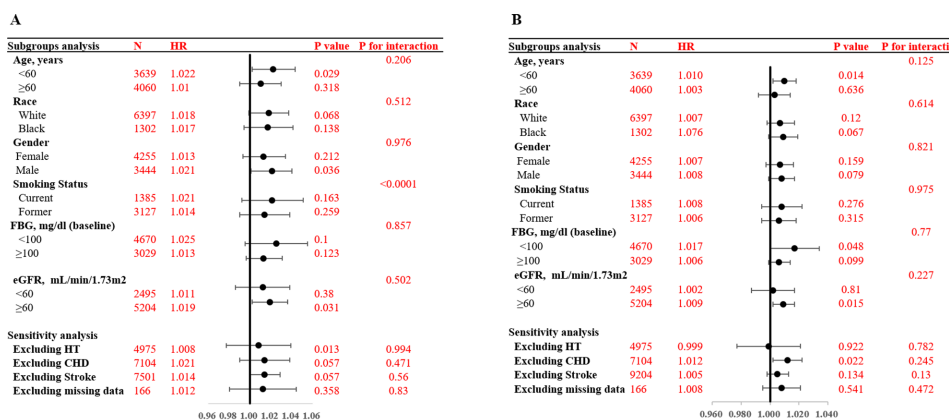 A
Subgroups analysis N HR P value P for interaction
Age, years 0.206
<60 3639 1.022 0.029
≥60 4060 1.01 0.318
Race 0.512
White 6397 1.018 0.068
Black 1302 1.017 0.138
Gender 0.976
Female 4255 1.013 0.212
Male 3444 1.021 0.036
Smoking Status <0.0001
Current 1385 1.021 0.163
Former 3127 1.014 0.259
FBG, mg/dl (baseline) 0.857
<100 4670 1.025 0.1
≥100 3029 1.013 0.123
eGFR, mL/min/1.73m2 0.502
<60 2495 1.011 0.38
≥60 5204 1.019 0.031
Sensitivity analysis
Excluding HT 4975 1.008 0.013 0.994
Excluding CHD 7104 1.021 0.057 0.471
Excluding Stroke 7501 1.014 0.057 0.56
Excluding missing data 166 1.012 0.358 0.83
0.96 0.98 1.00 1.02 1.04 1.06
B
Subgroups analysis N HR P value P for interacti
Age, years 0.125
<60 3639 1.010 0.014
≥60 4060 1.003 0.636
Race 0.614
White 6397 1.007 0.12
Black 1302 1.076 0.067
Gender 0.821
Female 4255 1.007 0.159
Male 3444 1.008 0.079
Smoking Status 0.975
Current 1385 1.008 0.276
Former 3127 1.006 0.315
FBG, mg/dl (baseline) 0.77
<100 4670 1.017 0.048
≥100 3029 1.006 0.099
eGFR, mL/min/1.73m2 0.227
<60 2495 1.002 0.81
≥60 5204 1.009 0.015
Sensitivity analysis
Excluding HT 4975 0.999 0.922 0.782
Excluding CHD 7104 1.012 0.022 0.245
Excluding Stroke 9204 1.005 0.134 0.13
Excluding missing data 166 1.008 0.541 0.472
0.960 0.980 1.000 1.020 1.040